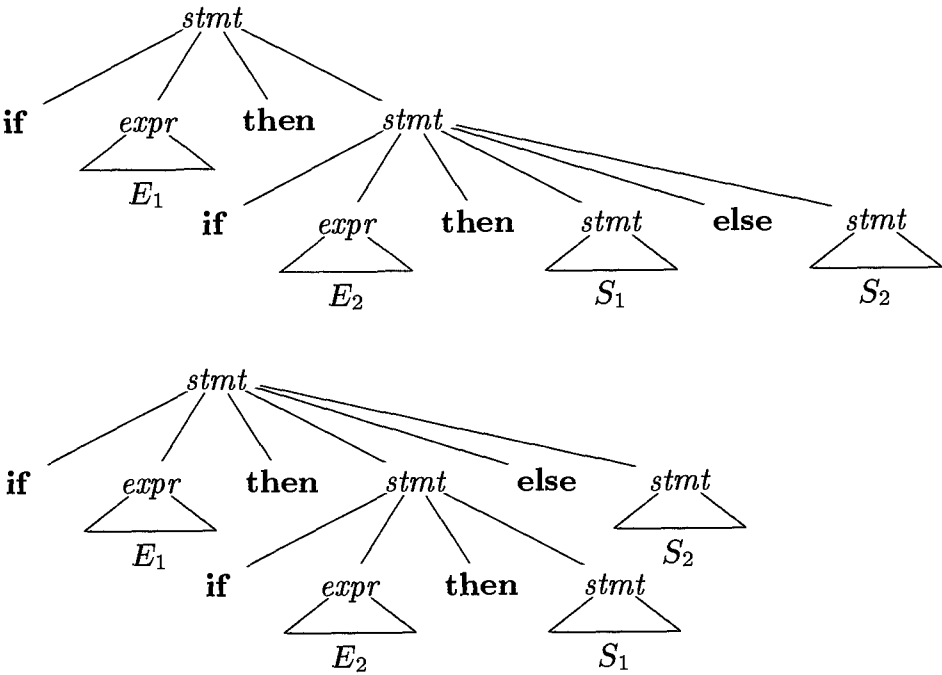 stmt
if expr then stmt
E₁
if expr then stmt else stmt
E₂ S₁ S₂
stmt
if expr then stmt else stmt
E₁ S₂
if expr then stmt
E₂ S₁